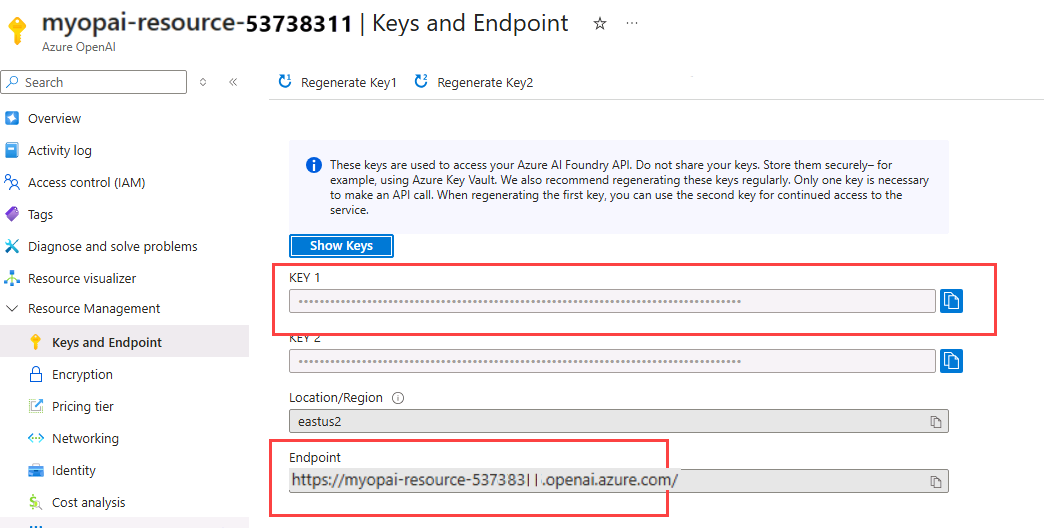 myopai-resource-53738311 | Keys and Endpoint
Azure OpenAI
Search
Regenerate Key1 Regenerate Key2
Overview
Activity log
Access control (IAM)
Tags
Diagnose and solve problems
Resource visualizer
Resource Management
Keys and Endpoint
Encryption
Pricing tier
Networking
Identity
Cost analysis
These keys are used to access your Azure AI Foundry API. Do not share your keys. Store them securely– for
example, using Azure Key Vault. We also recommend regenerating these keys regularly. Only one key is necessary
to make an API call. When regenerating the first key, you can use the second key for continued access to the
service.
Show Keys
KEY 1
KEY 2
Location/Region
eastus2
Endpoint
https://myopai-resource-53738311.openai.azure.com/